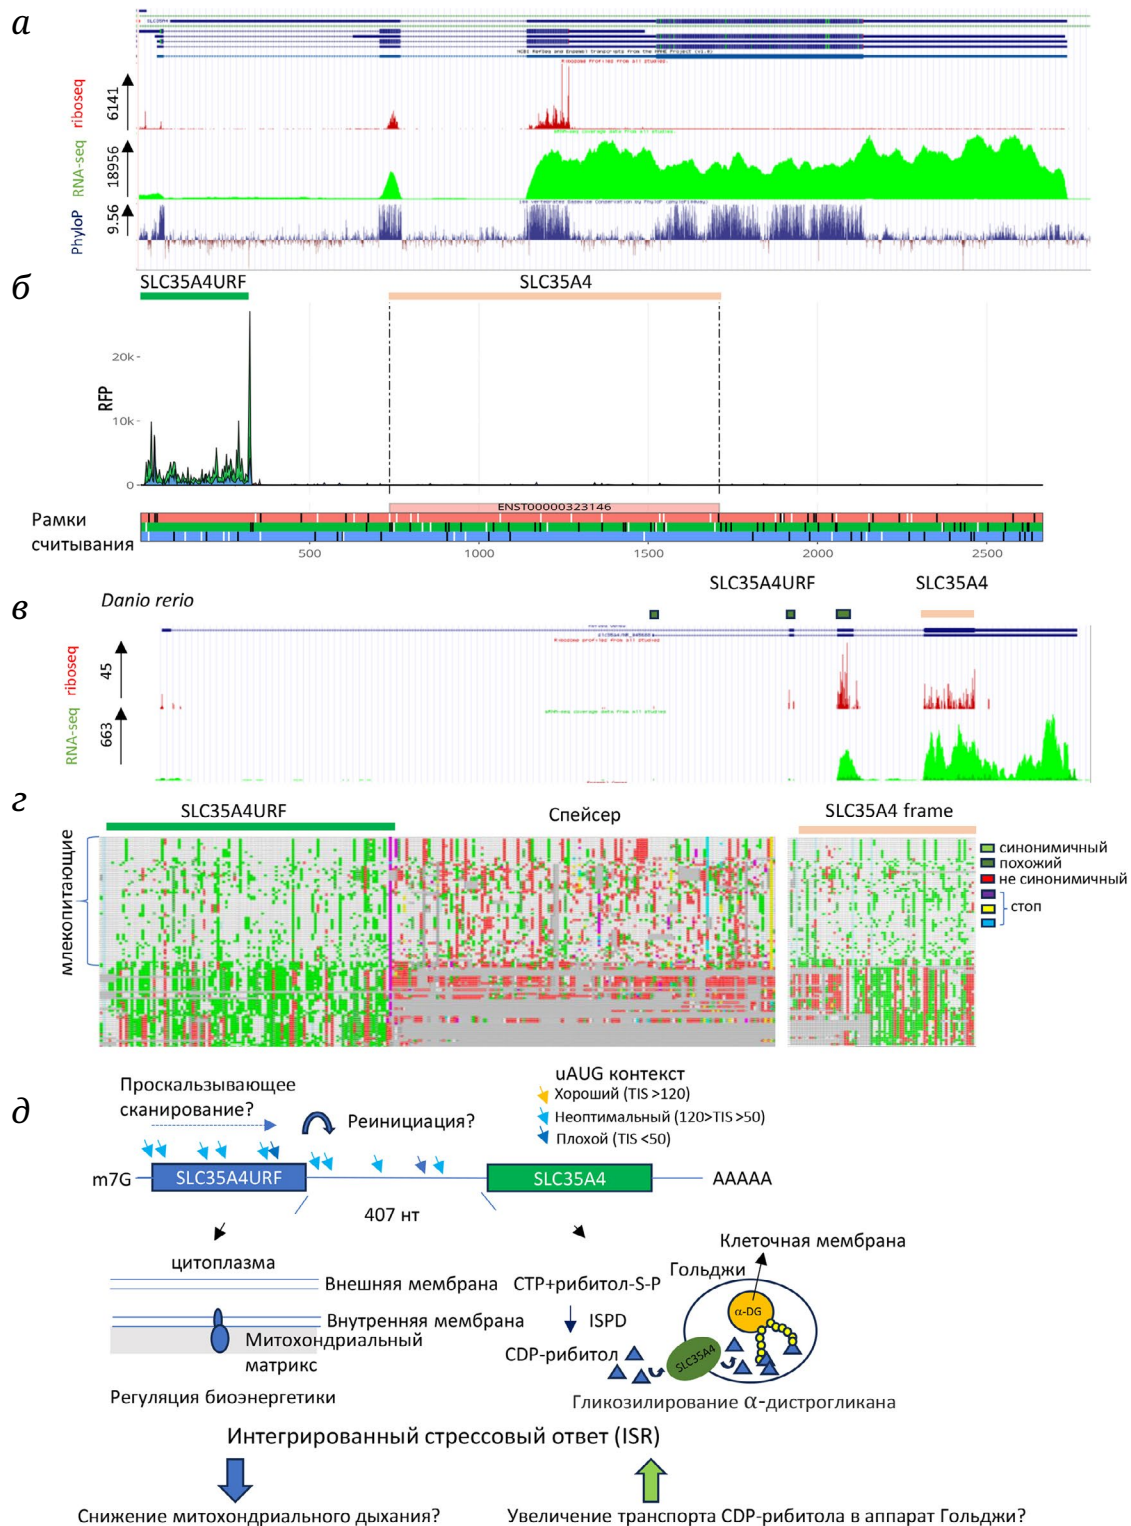 а
riboseq
6141
RNA-seq
18956
PhyloP
9.56
б
SLC35A4URF
SLC35A4
RFP
20k
10k
0
ENST00000323146
Рамки
считывания
500
1000
1500
2000
2500
в
Danio rerio
SLC35A4URF
SLC35A4
riboseq
45
RNA-seq
663
г
SLC35A4URF
Спейсер
SLC35A4 frame
млекопитающие
синонимичный
похожий
не синонимичный
стоп
д
Проскальзывающее
сканирование?
Реинициация?
uAUG контекст
Хороший (TIS >120)
Неоптимальный (120>TIS >50)
Плохой (TIS <50)
m7G
SLC35A4URF
SLC35A4
AAAAA
407 нт
цитоплазма
Внешняя мембрана
Внутренняя мембрана
Митохондриальный
матрикс
Регуляция биоэнергетики
CTP+рибитол-S-P
ISPD
CDP-рибитол
Клеточная мембрана
Гольджи
α-DG
SLC35A4
Гликозилирование α-дистрогликана
Интегрированный стрессовый ответ (ISR)
Снижение митохондриального дыхания?
Увеличение транспорта CDP-рибитола в аппарат Гольджи?